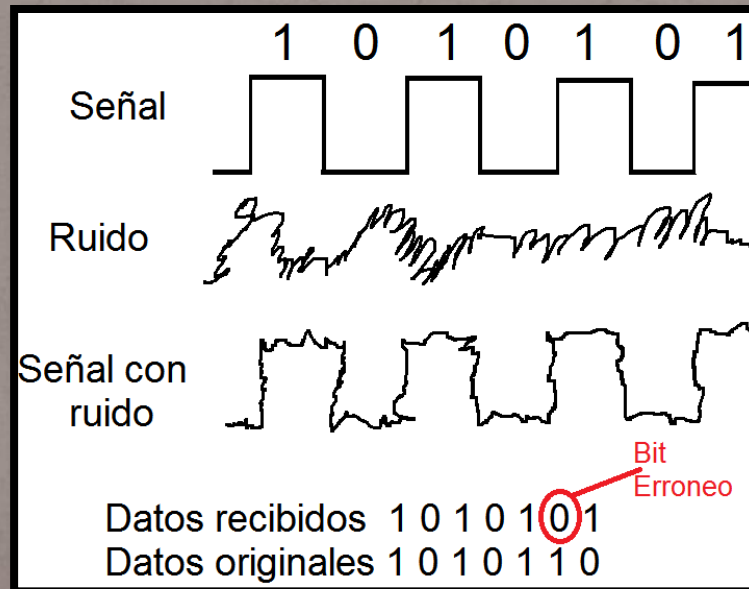 1 0 1 0 1 0 1
Señal
Ruido
Señal con
ruido
Bit
Erroneo
Datos recibidos 1 0 1 0 1 0 1
Datos originales 1 0 1 0 1 1 0